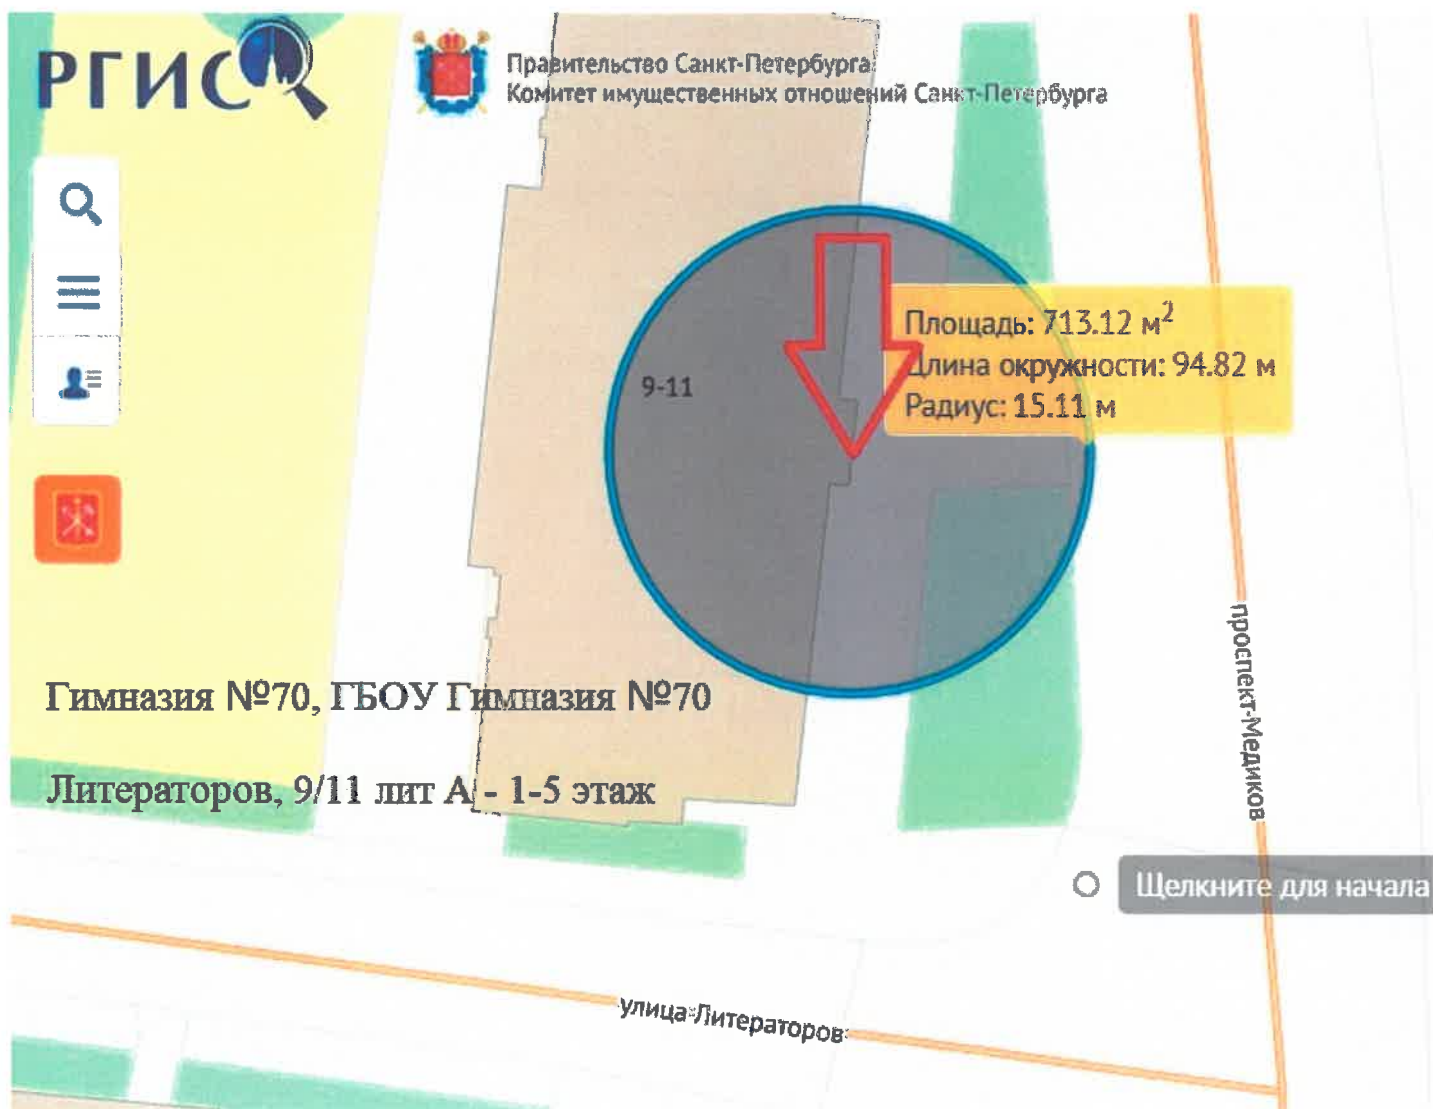 РГИС
Правительство Санкт-Петербурга
Комитет имущественных отношений Санкт-Петербурга
Площадь: 713.12 м²
Длина окружности: 94.82 м
Радиус: 15.11 м
9-11
проспект Медиков
Гимназия №70, ГБОУ Гимназия №70
Литераторов, 9/11 лит А - 1-5 этаж
Щелкните для начала
улица Литераторов